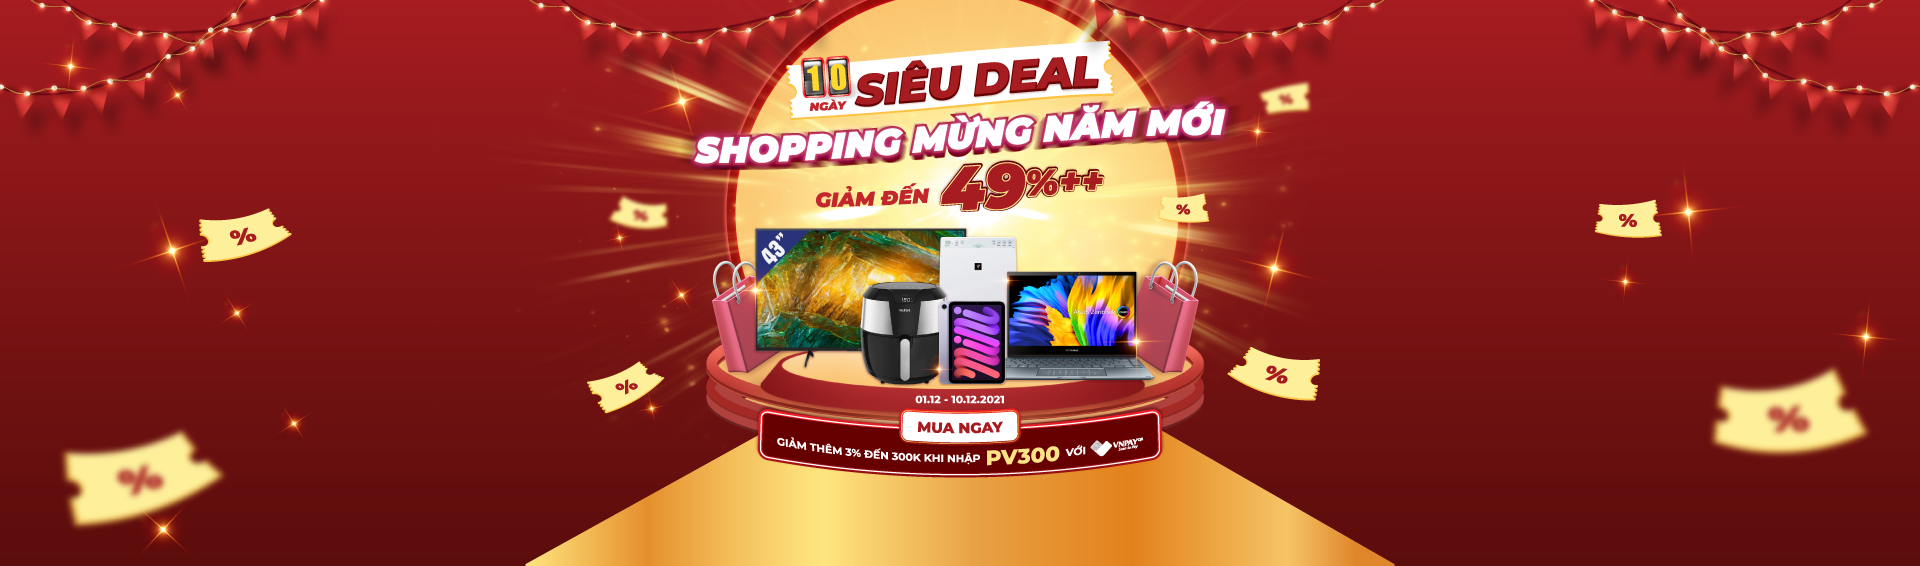 10
NGÀY
SIÊU DEAL
SHOPPING MỪNG NĂM MỚI
GIẢM ĐẾN 49%++
%
%
%
%
%
%
%
%
%
43"
180
01.12 - 10.12.2021
MUA NGAY
GIẢM THÊM 3% ĐẾN 300K KHI NHẬP PV300 VỚI VNPAY